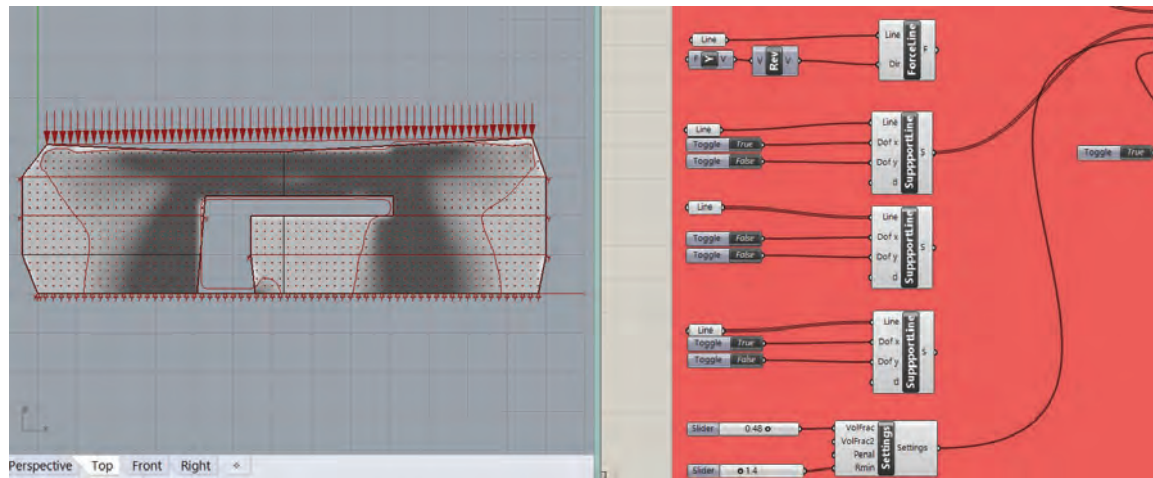 Line
F Y V
V Rev V
Line
Dir
ForceLine
F
Line
Toggle True
Toggle False
Line
Dof x
Dof y
d
SuppportLine
S
Toggle True
Line
Toggle False
Toggle False
Line
Dof x
Dof y
d
SuppportLine
S
Line
Toggle True
Toggle False
Line
Dof x
Dof y
d
SuppportLine
S
Slider 0.48
Slider 1.4
VolFrac
VolFrac2
Penal
Rmin
Settings
Settings
Perspective Top Front Right